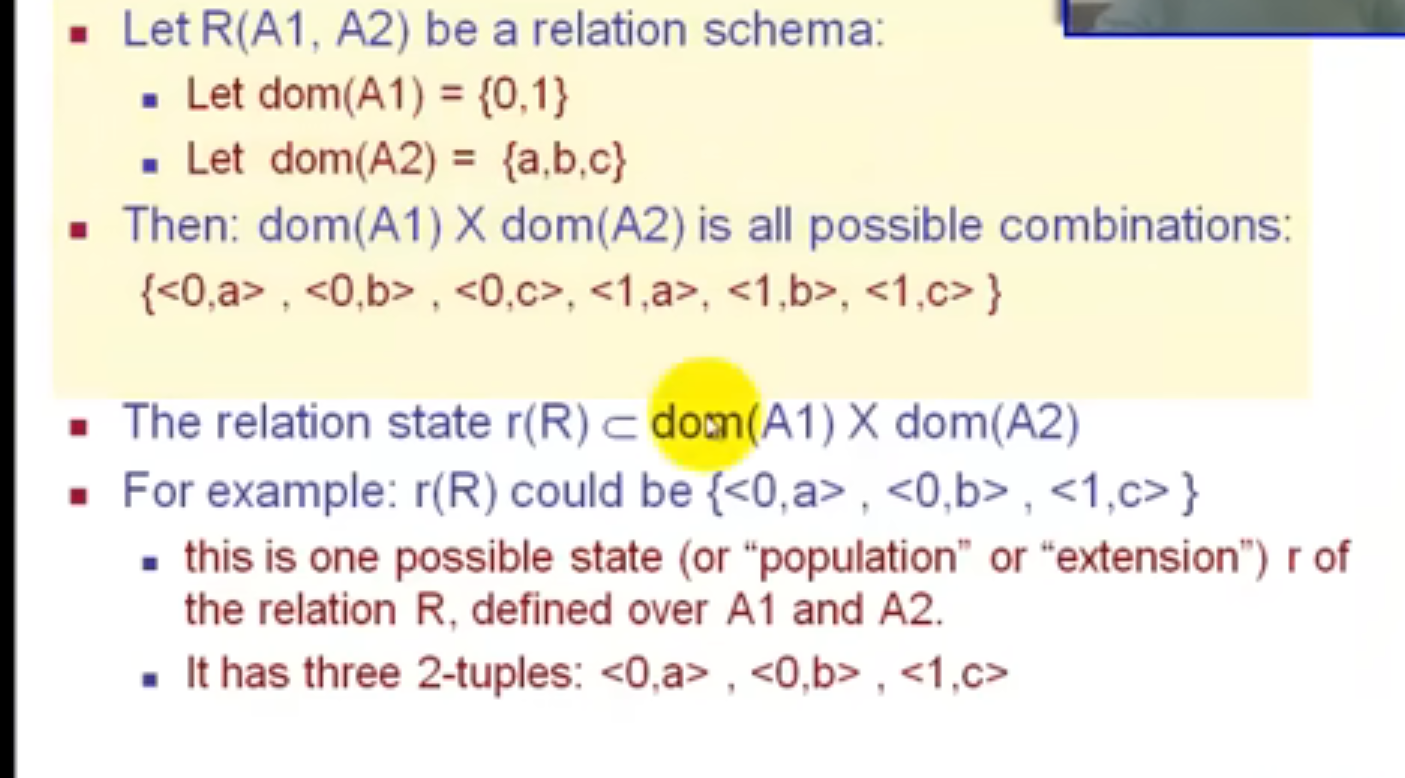 Let R(A1, A2) be a relation schema:
Let dom(A1) = {0,1}
Let dom(A2) = {a,b,c}
Then: dom(A1) X dom(A2) is all possible combinations:
{<0,a> , <0,b> , <0,c>, <1,a>, <1,b>, <1,c> }
The relation state r(R) ⊂ dom(A1) X dom(A2)
For example: r(R) could be {<0,a> , <0,b> , <1,c> }
this is one possible state (or “population” or “extension”) r of
the relation R, defined over A1 and A2.
It has three 2-tuples: <0,a> , <0,b> , <1,c>